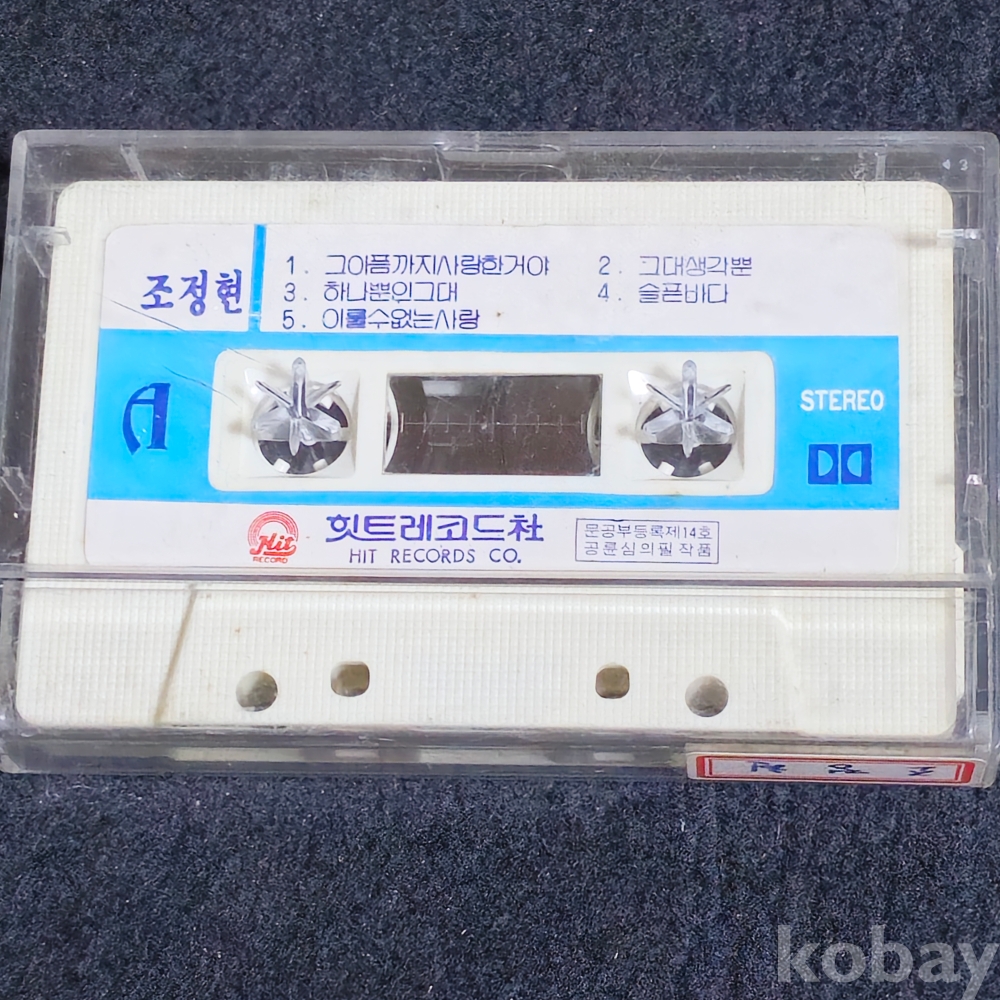 조정현
1. 그아픔까지사랑한거야 2. 그대생각뿐
3. 하나뿐인그대 4. 슬픈바다
5. 이룰수없는사랑
A
STEREO
Hit
RECORD
힛트레코드社
HIT RECORDS CO.
문공부등록제14호
공륜심의필작품
kobay